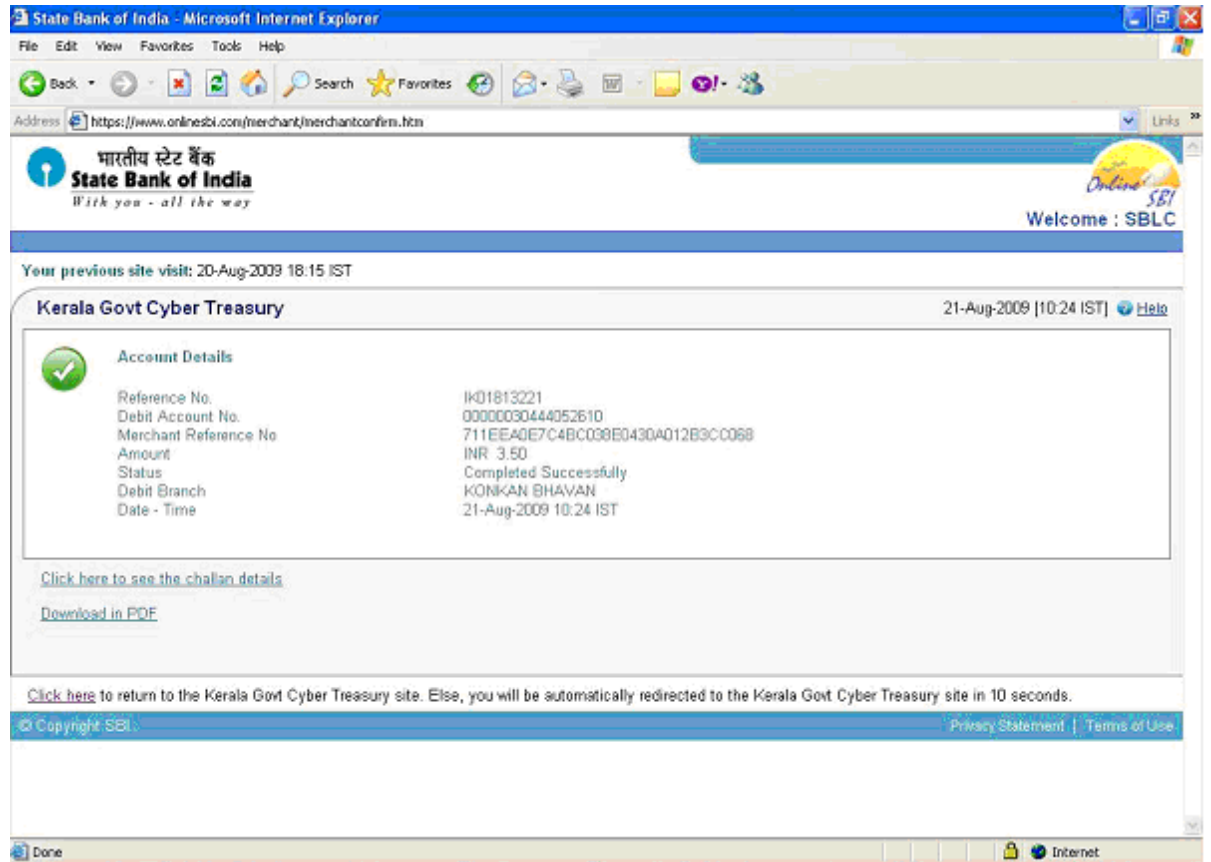 State Bank of India - Microsoft Internet Explorer
File Edit View Favorites Tools Help
Back Search Favorites
Address https://www.onlinesbi.com/merchant/merchantconfirm.htm Links
भारतीय स्टेट बैंक
State Bank of India
With you - all the way
Online SBI
Welcome : SBLC
Your previous site visit: 20-Aug-2009 18:15 IST
Kerala Govt Cyber Treasury 21-Aug-2009 [10:24 IST] Help
Account Details
Reference No. IK01813221
Debit Account No. 00000030444052610
Merchant Reference No 711EEA0E7C4BC038E0430A012B3CC068
Amount INR 3.50
Status Completed Successfully
Debit Branch KONKAN BHAVAN
Date - Time 21-Aug-2009 10:24 IST
Click here to see the challan details
Download in PDF
Click here to return to the Kerala Govt Cyber Treasury site. Else, you will be automatically redirected to the Kerala Govt Cyber Treasury site in 10 seconds.
© Copyright SBI. Privacy Statement | Terms of Use
Done Internet